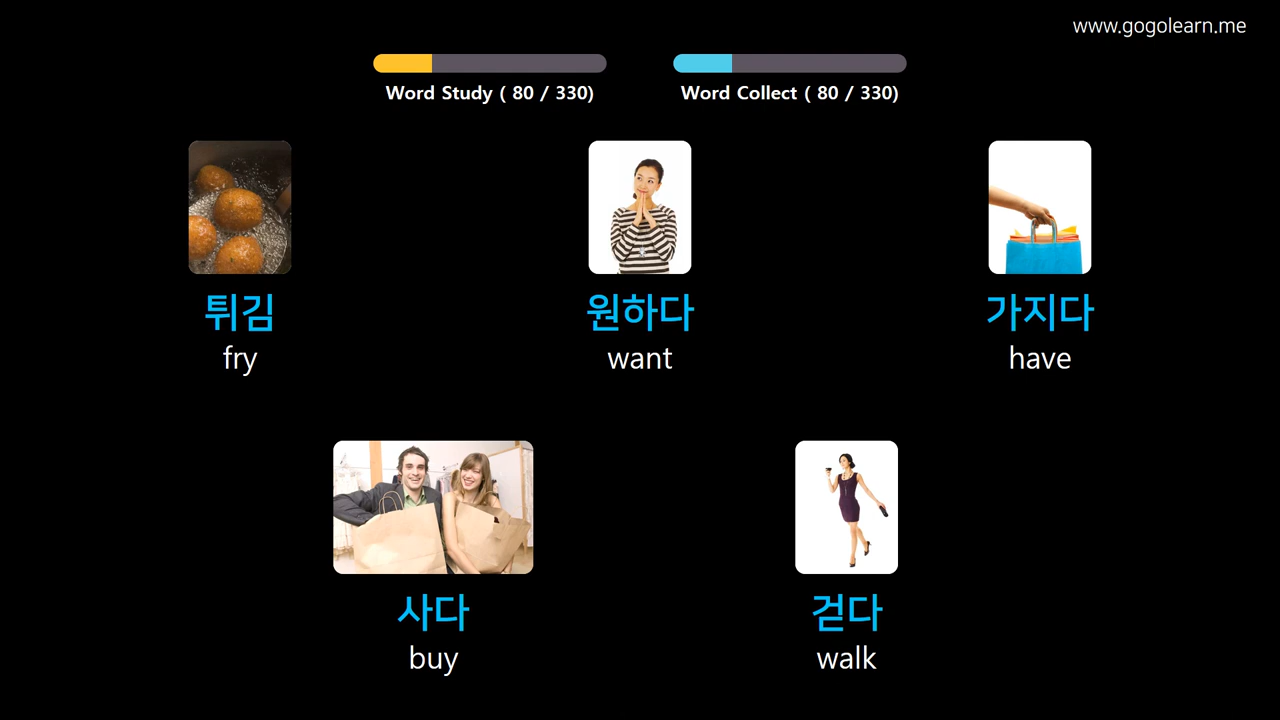 www.gogolearn.me
Word Study ( 80 / 330)
Word Collect ( 80 / 330)
튀김
fry
원하다
want
가지다
have
사다
buy
걷다
walk